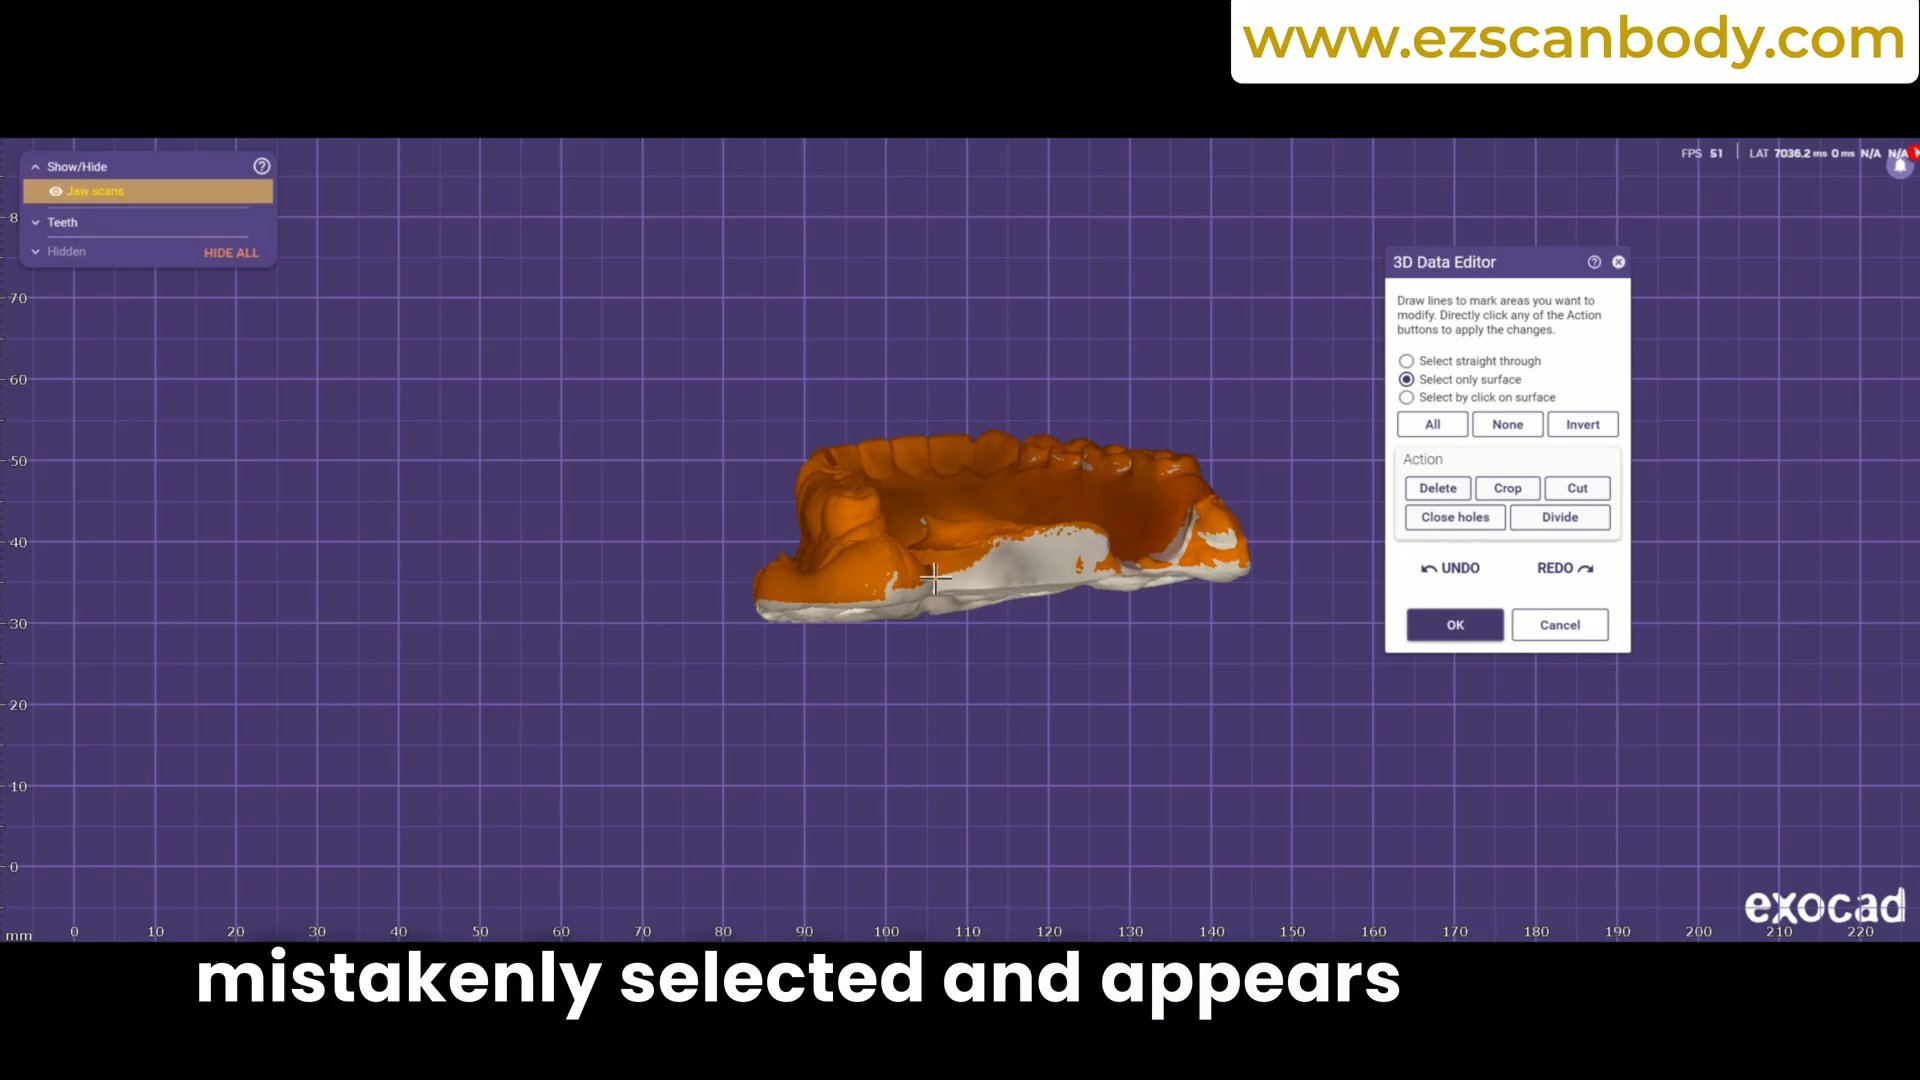 www.ezscanbody.com
FPS 51 LAT 7036.2 ms 0 ms N/A N/A
Show/Hide
Jaw scans
Teeth
Hidden HIDE ALL
3D Data Editor
Draw lines to mark areas you want to
modify. Directly click any of the Action
buttons to apply the changes.
Select straight through
Select only surface
Select by click on surface
All None Invert
Action
Delete Crop Cut
Close holes Divide
UNDO REDO
OK Cancel
8
70
60
50
40
30
20
10
0
exocad
mm 0 10 20 30 40 50 60 70 80 90 100 110 120 130 140 150 160 170 180 190 200 210 220
mistakenly selected and appears